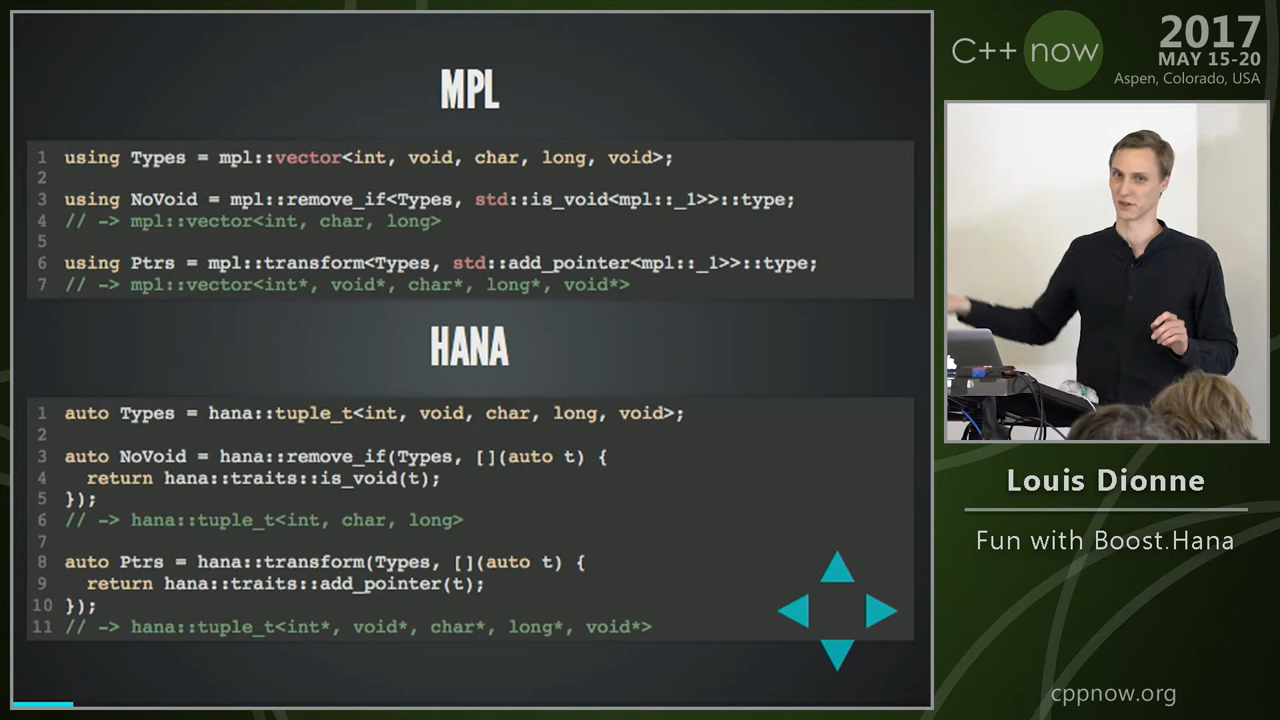 MPL
1 using Types = mpl::vector<int, void, char, long, void>;
2
3 using NoVoid = mpl::remove_if<Types, std::is_void<mpl::_1>>::type;
4 // -> mpl::vector<int, char, long>
5
6 using Ptrs = mpl::transform<Types, std::add_pointer<mpl::_1>>::type;
7 // -> mpl::vector<int*, void*, char*, long*, void*>
HANA
1 auto Types = hana::tuple_t<int, void, char, long, void>;
2
3 auto NoVoid = hana::remove_if(Types, [](auto t) {
4 return hana::traits::is_void(t);
5 });
6 // -> hana::tuple_t<int, char, long>
7
8 auto Ptrs = hana::transform(Types, [](auto t) {
9 return hana::traits::add_pointer(t);
10 });
11 // -> hana::tuple_t<int*, void*, char*, long*, void*>
C++ now
2017
MAY 15-20
Aspen, Colorado, USA
Louis Dionne
Fun with Boost.Hana
cppnow.org